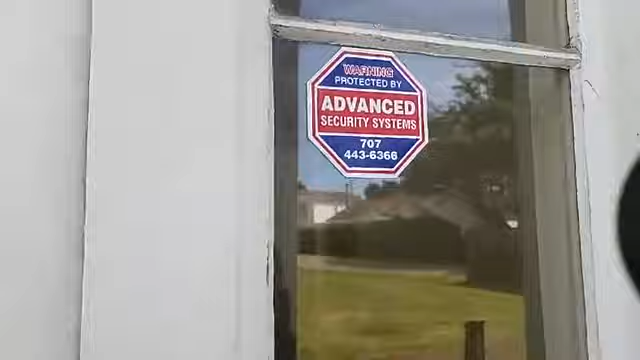 WARNING
PROTECTED BY
ADVANCED
SECURITY SYSTEMS
707
443-6366